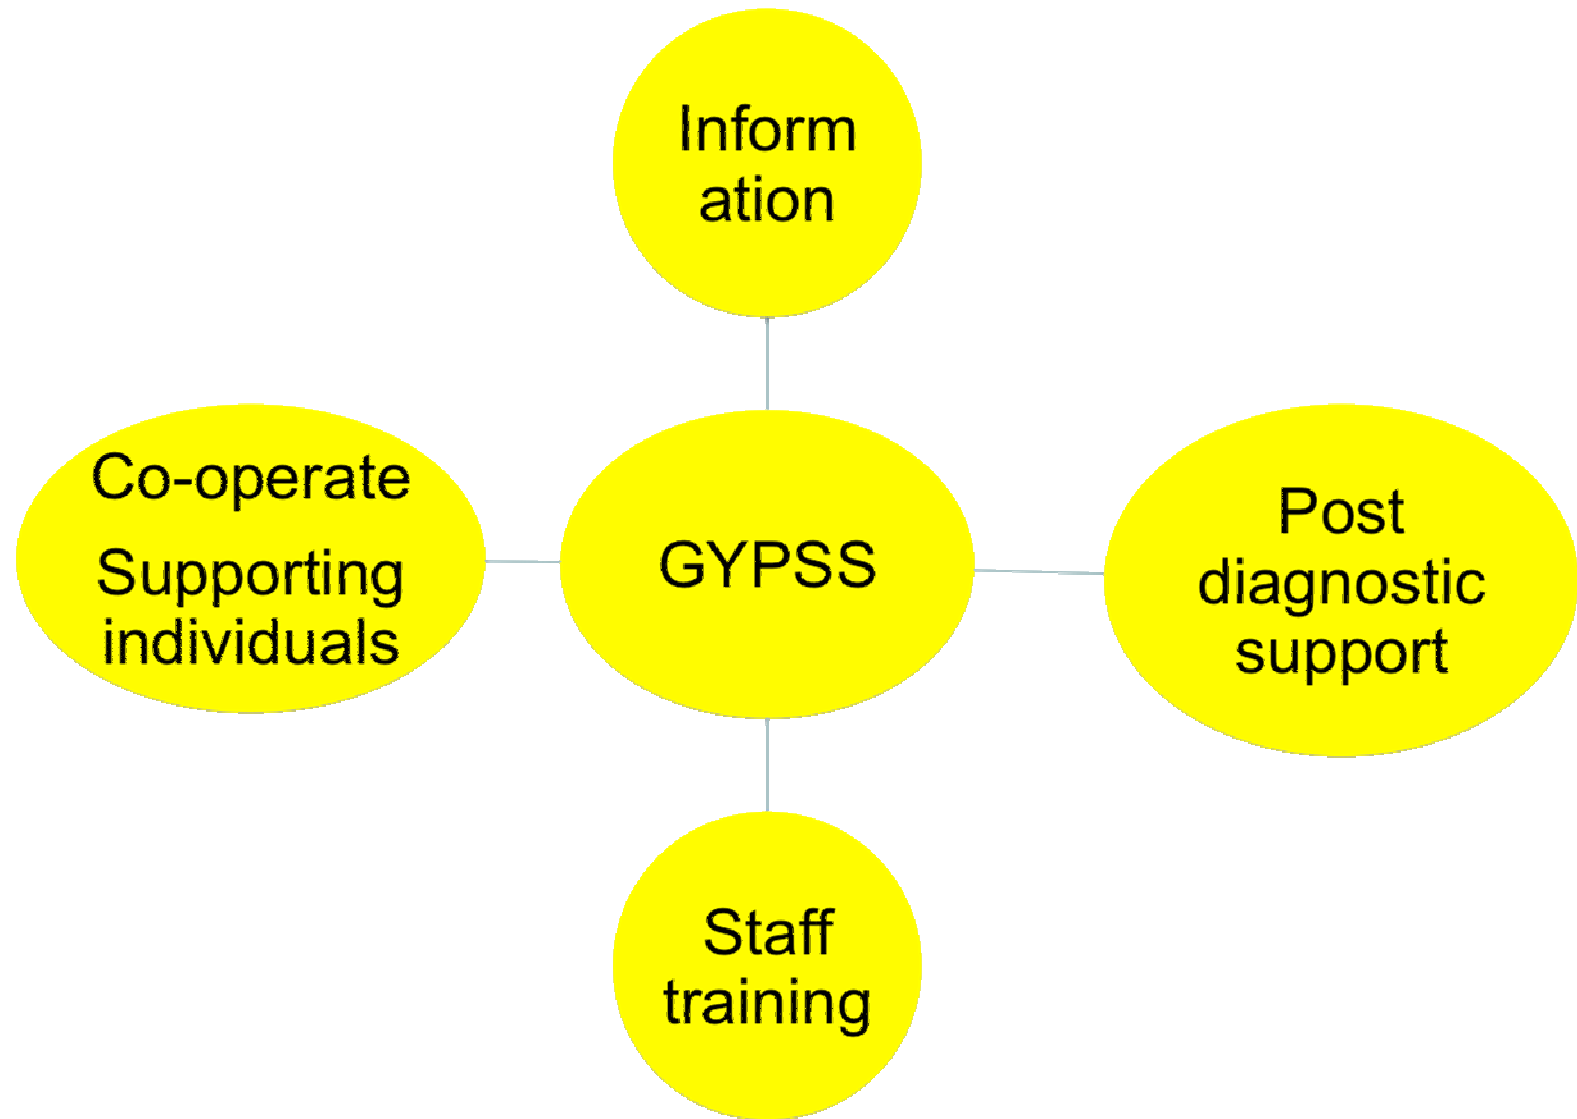 Inform
ation
Co-operate
Supporting
individuals
GYPSS
Post
diagnostic
support
Staff
training